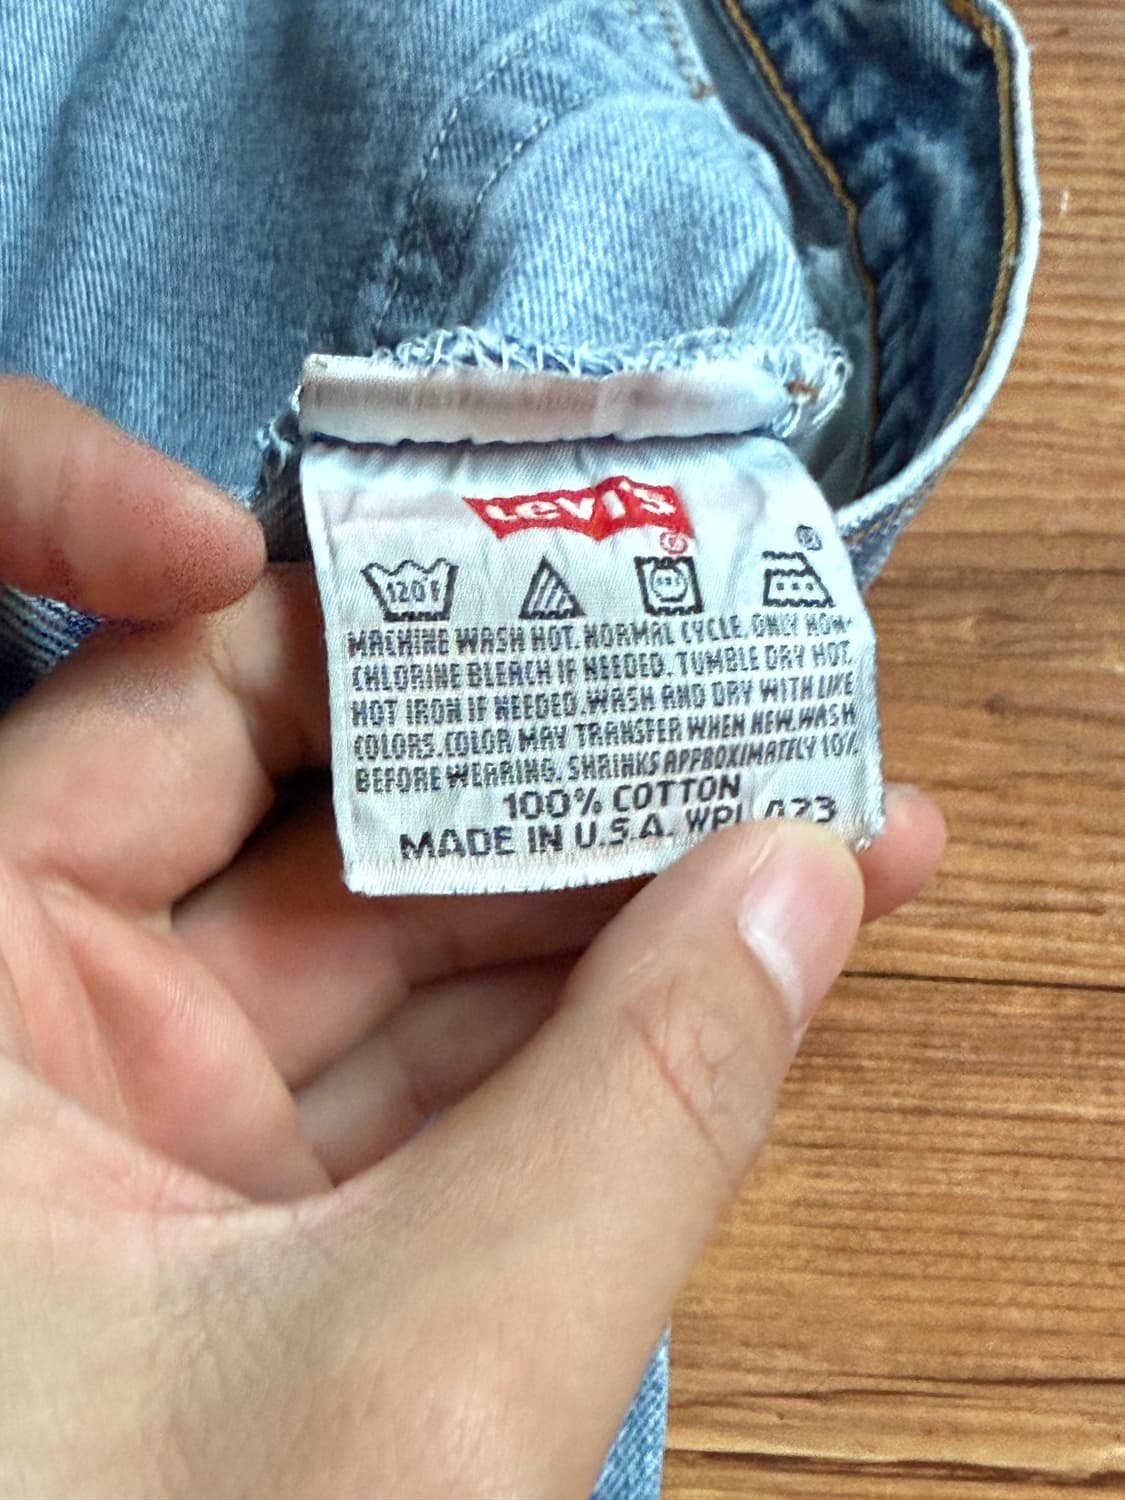 Levi's
®
120°F
MACHINE WASH HOT. NORMAL CYCLE. ONLY NON-
CHLORINE BLEACH IF NEEDED. TUMBLE DRY HOT.
HOT IRON IF NEEDED. WASH AND DRY WITH LIKE
COLORS. COLOR MAY TRANSFER WHEN NEW. WASH
BEFORE WEARING. SHRINKS APPROXIMATELY 10%
100% COTTON
MADE IN U.S.A. WPL 423